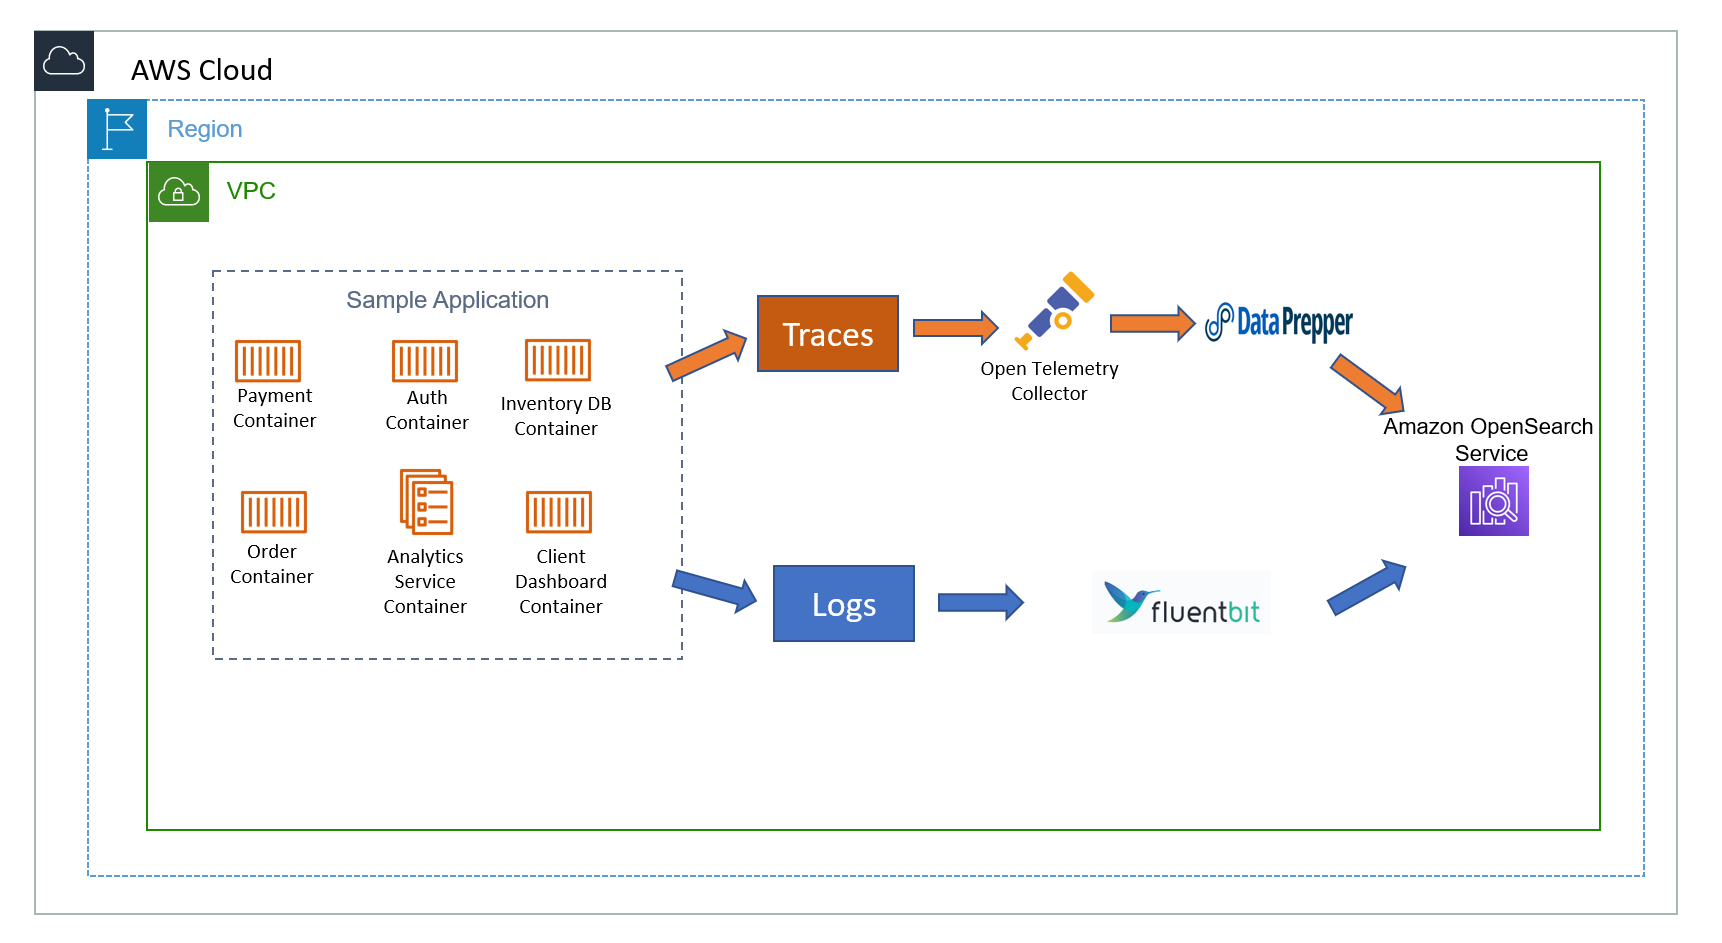 AWS Cloud
Region
VPC
Sample Application
Payment
Container
Auth
Container
Inventory DB
Container
Order
Container
Analytics
Service
Container
Client
Dashboard
Container
Traces
Open Telemetry
Collector
Data Prepper
Amazon OpenSearch
Service
Logs
fluentbit